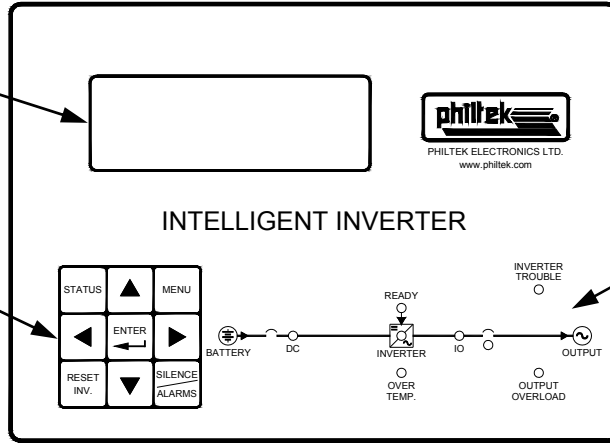 philtek
PHILTEK ELECTRONICS LTD.
www.philtek.com
INTELLIGENT INVERTER
STATUS
MENU
ENTER
RESET
INV.
SILENCE
ALARMS
BATTERY
DC
READY
INVERTER
OVER
TEMP.
IO
INVERTER
TROUBLE
OUTPUT
OUTPUT
OVERLOAD